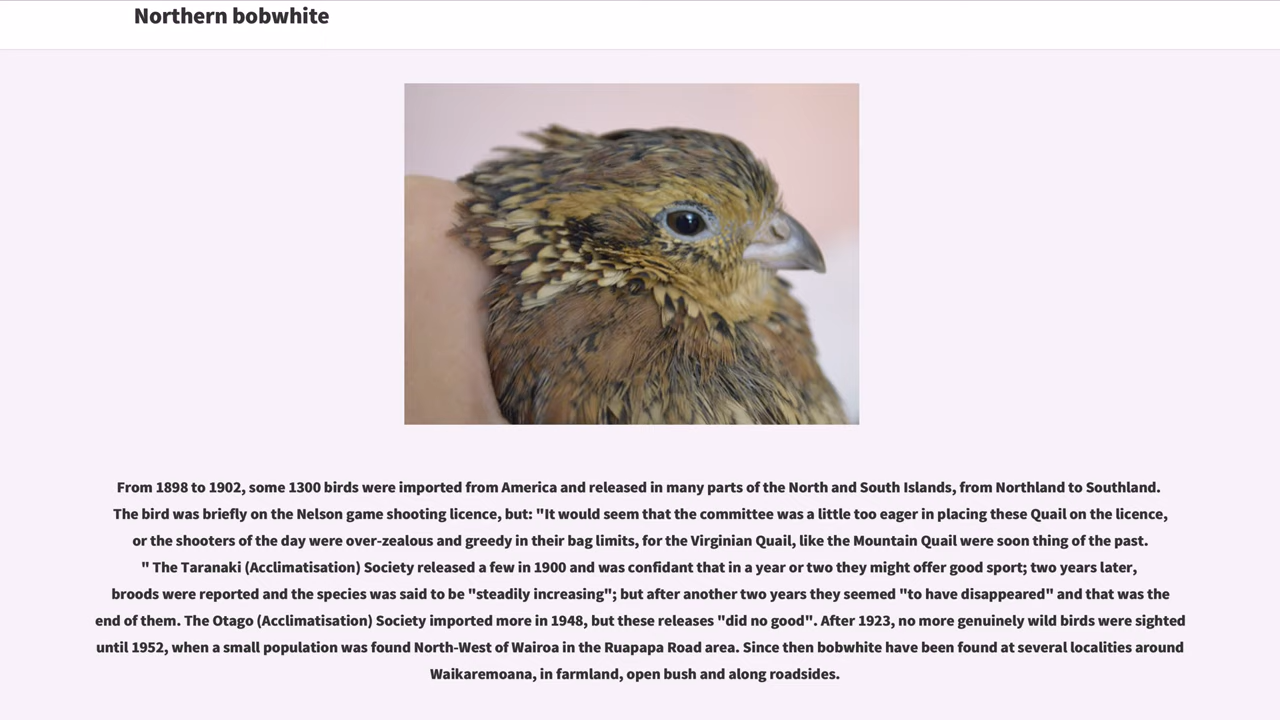 Northern bobwhite
From 1898 to 1902, some 1300 birds were imported from America and released in many parts of the North and South Islands, from Northland to Southland.
The bird was briefly on the Nelson game shooting licence, but: "It would seem that the committee was a little too eager in placing these Quail on the licence,
or the shooters of the day were over-zealous and greedy in their bag limits, for the Virginian Quail, like the Mountain Quail were soon thing of the past.
" The Taranaki (Acclimatisation) Society released a few in 1900 and was confidant that in a year or two they might offer good sport; two years later,
broods were reported and the species was said to be "steadily increasing"; but after another two years they seemed "to have disappeared" and that was the
end of them. The Otago (Acclimatisation) Society imported more in 1948, but these releases "did no good". After 1923, no more genuinely wild birds were sighted
until 1952, when a small population was found North-West of Wairoa in the Ruapapa Road area. Since then bobwhite have been found at several localities around
Waikaremoana, in farmland, open bush and along roadsides.